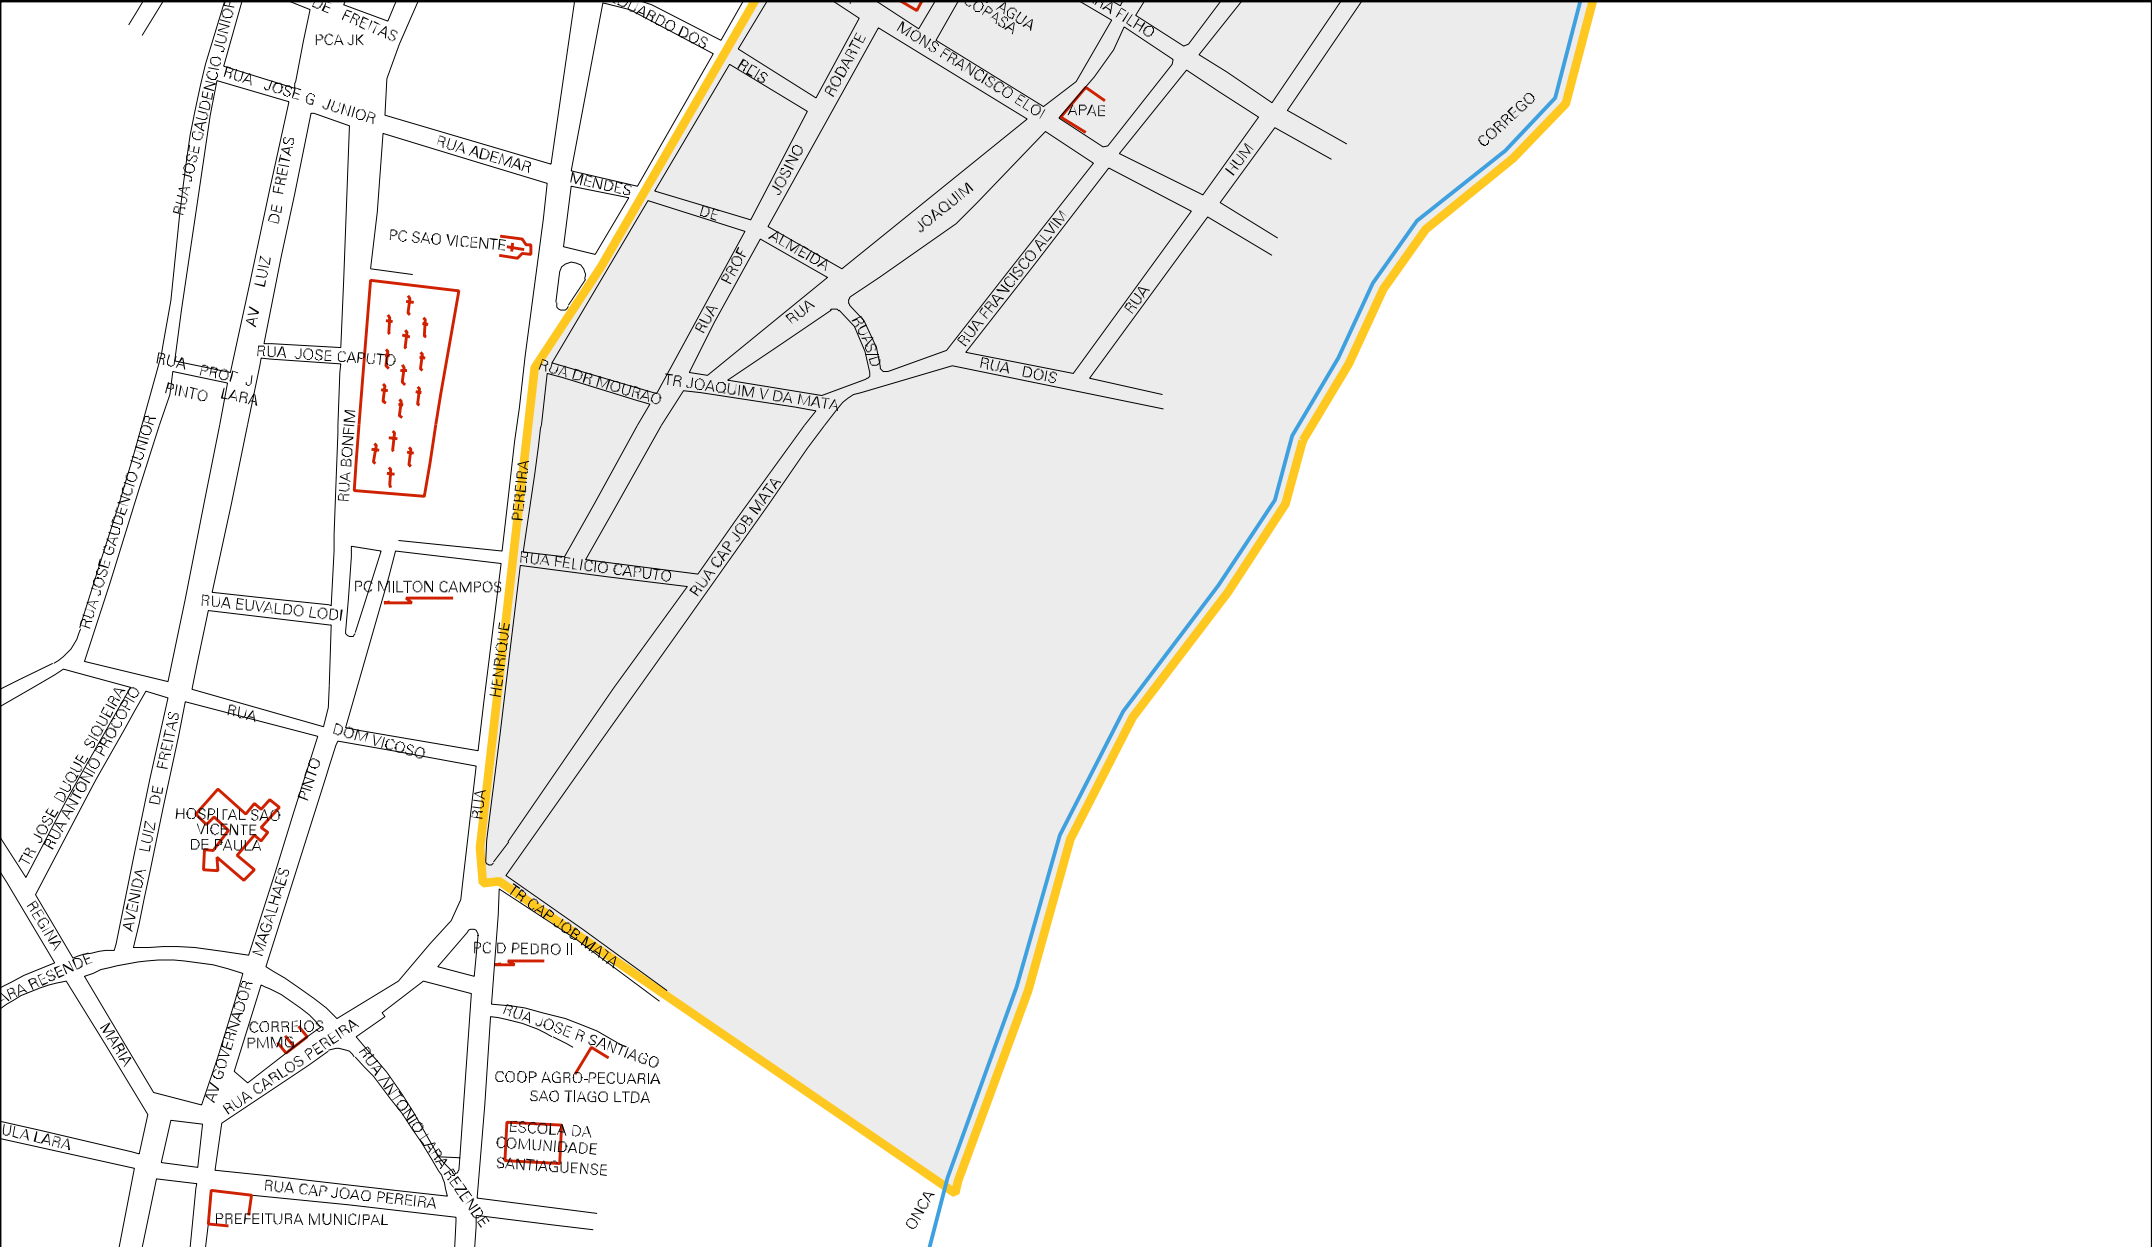 DE FREITAS
PCA JK
RUA JOSE GAUDENCIO JUNIOR
RUA JOSE G JUNIOR
AV LUIZ DE FREITAS
RUA ADEMAR
MENDES
DOS
REIS
RODARTE
JOSINO
PROF
RUA
MONS FRANCISCO ELOI
AGUA
COPASA
FILHO
APAE
HUM
RUA
CORREGO
DE
ALMEIDA
JOAQUIM
RUA
RUA FRANCISCO ALVIM
RUAS/D
PC SAO VICENTE
RUA JOSE CAPUTO
RUA PROF J
PINTO LARA
RUA DR MOURAO
TR JOAQUIM V DA MATA
RUA DOIS
RUA BONFIM
RUA JOSE GAUDENCIO JUNIOR
PEREIRA
HENRIQUE
RUA
RUA CAP JOB MATA
RUA FELICIO CAPUTO
PC MILTON CAMPOS
RUA EUVALDO LODI
RUA
DOM VICOSO
TR JOSE DUQUE SIQUEIRA
RUA ANTONIO PROCOPIO
AVENIDA LUIZ DE FREITAS
PINTO
MAGALHAES
AV GOVERNADOR
HOSPITAL SAO
VICENTE
DE PAULA
TR CAP JOB MATA
REGINA
MARIA
ARA RESENDE
PC D PEDRO II
CORREIOS
PMMG
RUA CARLOS PEREIRA
RUA ANTONIO LARA REZENDE
RUA JOSE R SANTIAGO
COOP AGRO-PECUARIA
SAO TIAGO LTDA
ESCOLA DA
COMUNIDADE
SANTIAGUENSE
ULA LARA
RUA CAP JOAO PEREIRA
PREFEITURA MUNICIPAL
ONCA